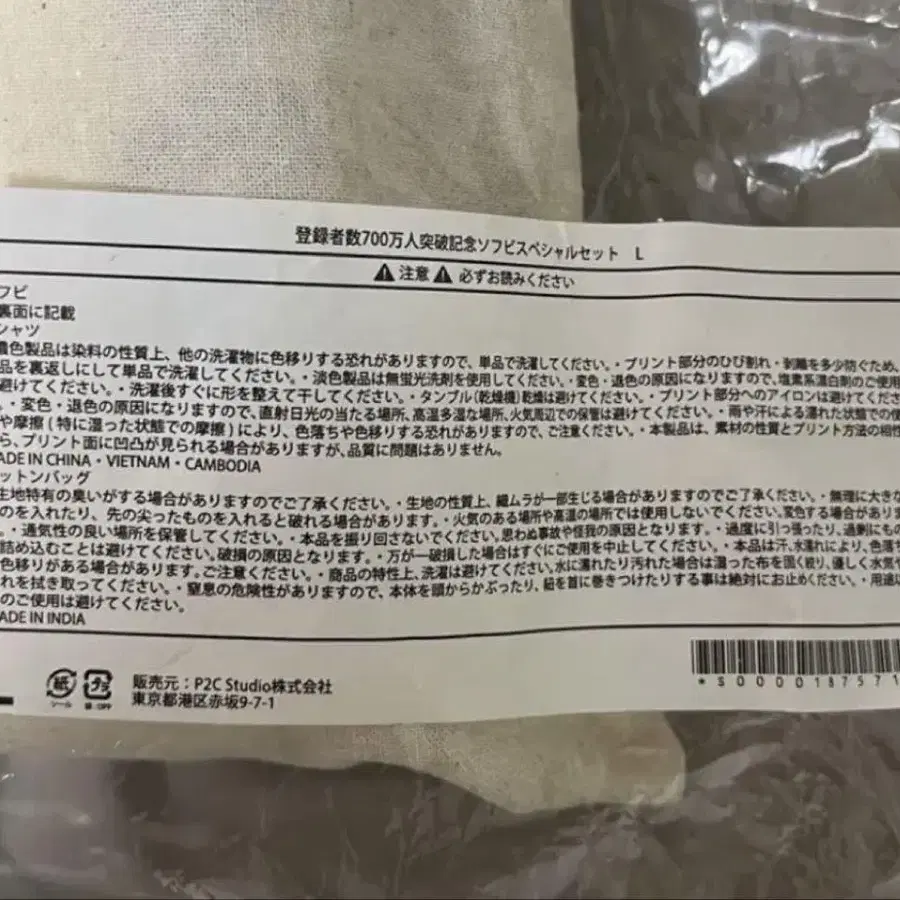 登録者数700万人突破記念ソフビスペシャルセット L
⚠注意⚠ 必ずお読みください
フビ
裏面に記載
シャツ
濃色製品は染料の性質上、他の洗濯物に色移りする恐れがありますので、単品で洗濯してください。・プリント部分のひび割れ・剥離を多少防ぐため、
品を裏返しにして単品で洗濯してください。・淡色製品は無蛍光洗剤を使用してください。・変色・退色の原因になりますので、塩素系漂白剤のご使用
避けてください。・洗濯後すぐに形を整えて干してください。・タンブル(乾燥機)乾燥は避けてください。・プリント部分へのアイロンは避けてくださ
。・変色・退色の原因になりますので、直射日光の当たる場所、高温多湿な場所、火気周辺での保管は避けてください。・雨や汗による濡れた状態での使
や摩擦(特に湿った状態での摩擦)により、色落ちや色移りする恐れがありますので、ご注意ください。・本製品は、素材の性質とプリント方法の相性
ら、プリント面に凹凸が見られる場合がありますが、品質に問題はありません。
ADE IN CHINA・VIETNAM・CAMBODIA
ットンバッグ
生地特有の臭いがする場合がありますのでご了承ください。・生地の性質上、織ムラが一部生じる場合がありますのでご了承ください。・無理に大きな
のを入れたり、先の尖ったものを入れると破れる場合があります。・火気のある場所や高温の場所では使用しないでください。変色する場合がありま
。・通気性の良い場所を保管してください。・本品を振り回さないでください。思わぬ事故や怪我の原因となります。・過度に引っ張ったり、過剰にもの
詰め込むことは避けてください。破損の原因となります。・万が一破損した場合はすぐにご使用を中止してください。・本品は汗、水濡れにより、色落ち
色移りがある場合があります。ご注意ください。・商品の特性上、洗濯は避けてください。水に濡れたり汚れた場合は湿った布を固く絞り、優しく水気や
れを拭き取ってください。・窒息の危険性がありますので、本体を頭からかぶったり、紐を首に巻きつけたりする事は絶対にお止めください。・用途以
のご使用は避けてください。
ADE IN INDIA
紙
シール
プラ
袋:OPP
販売元:P2C Studio株式会社
東京都港区赤坂9-7-1
*S000018757